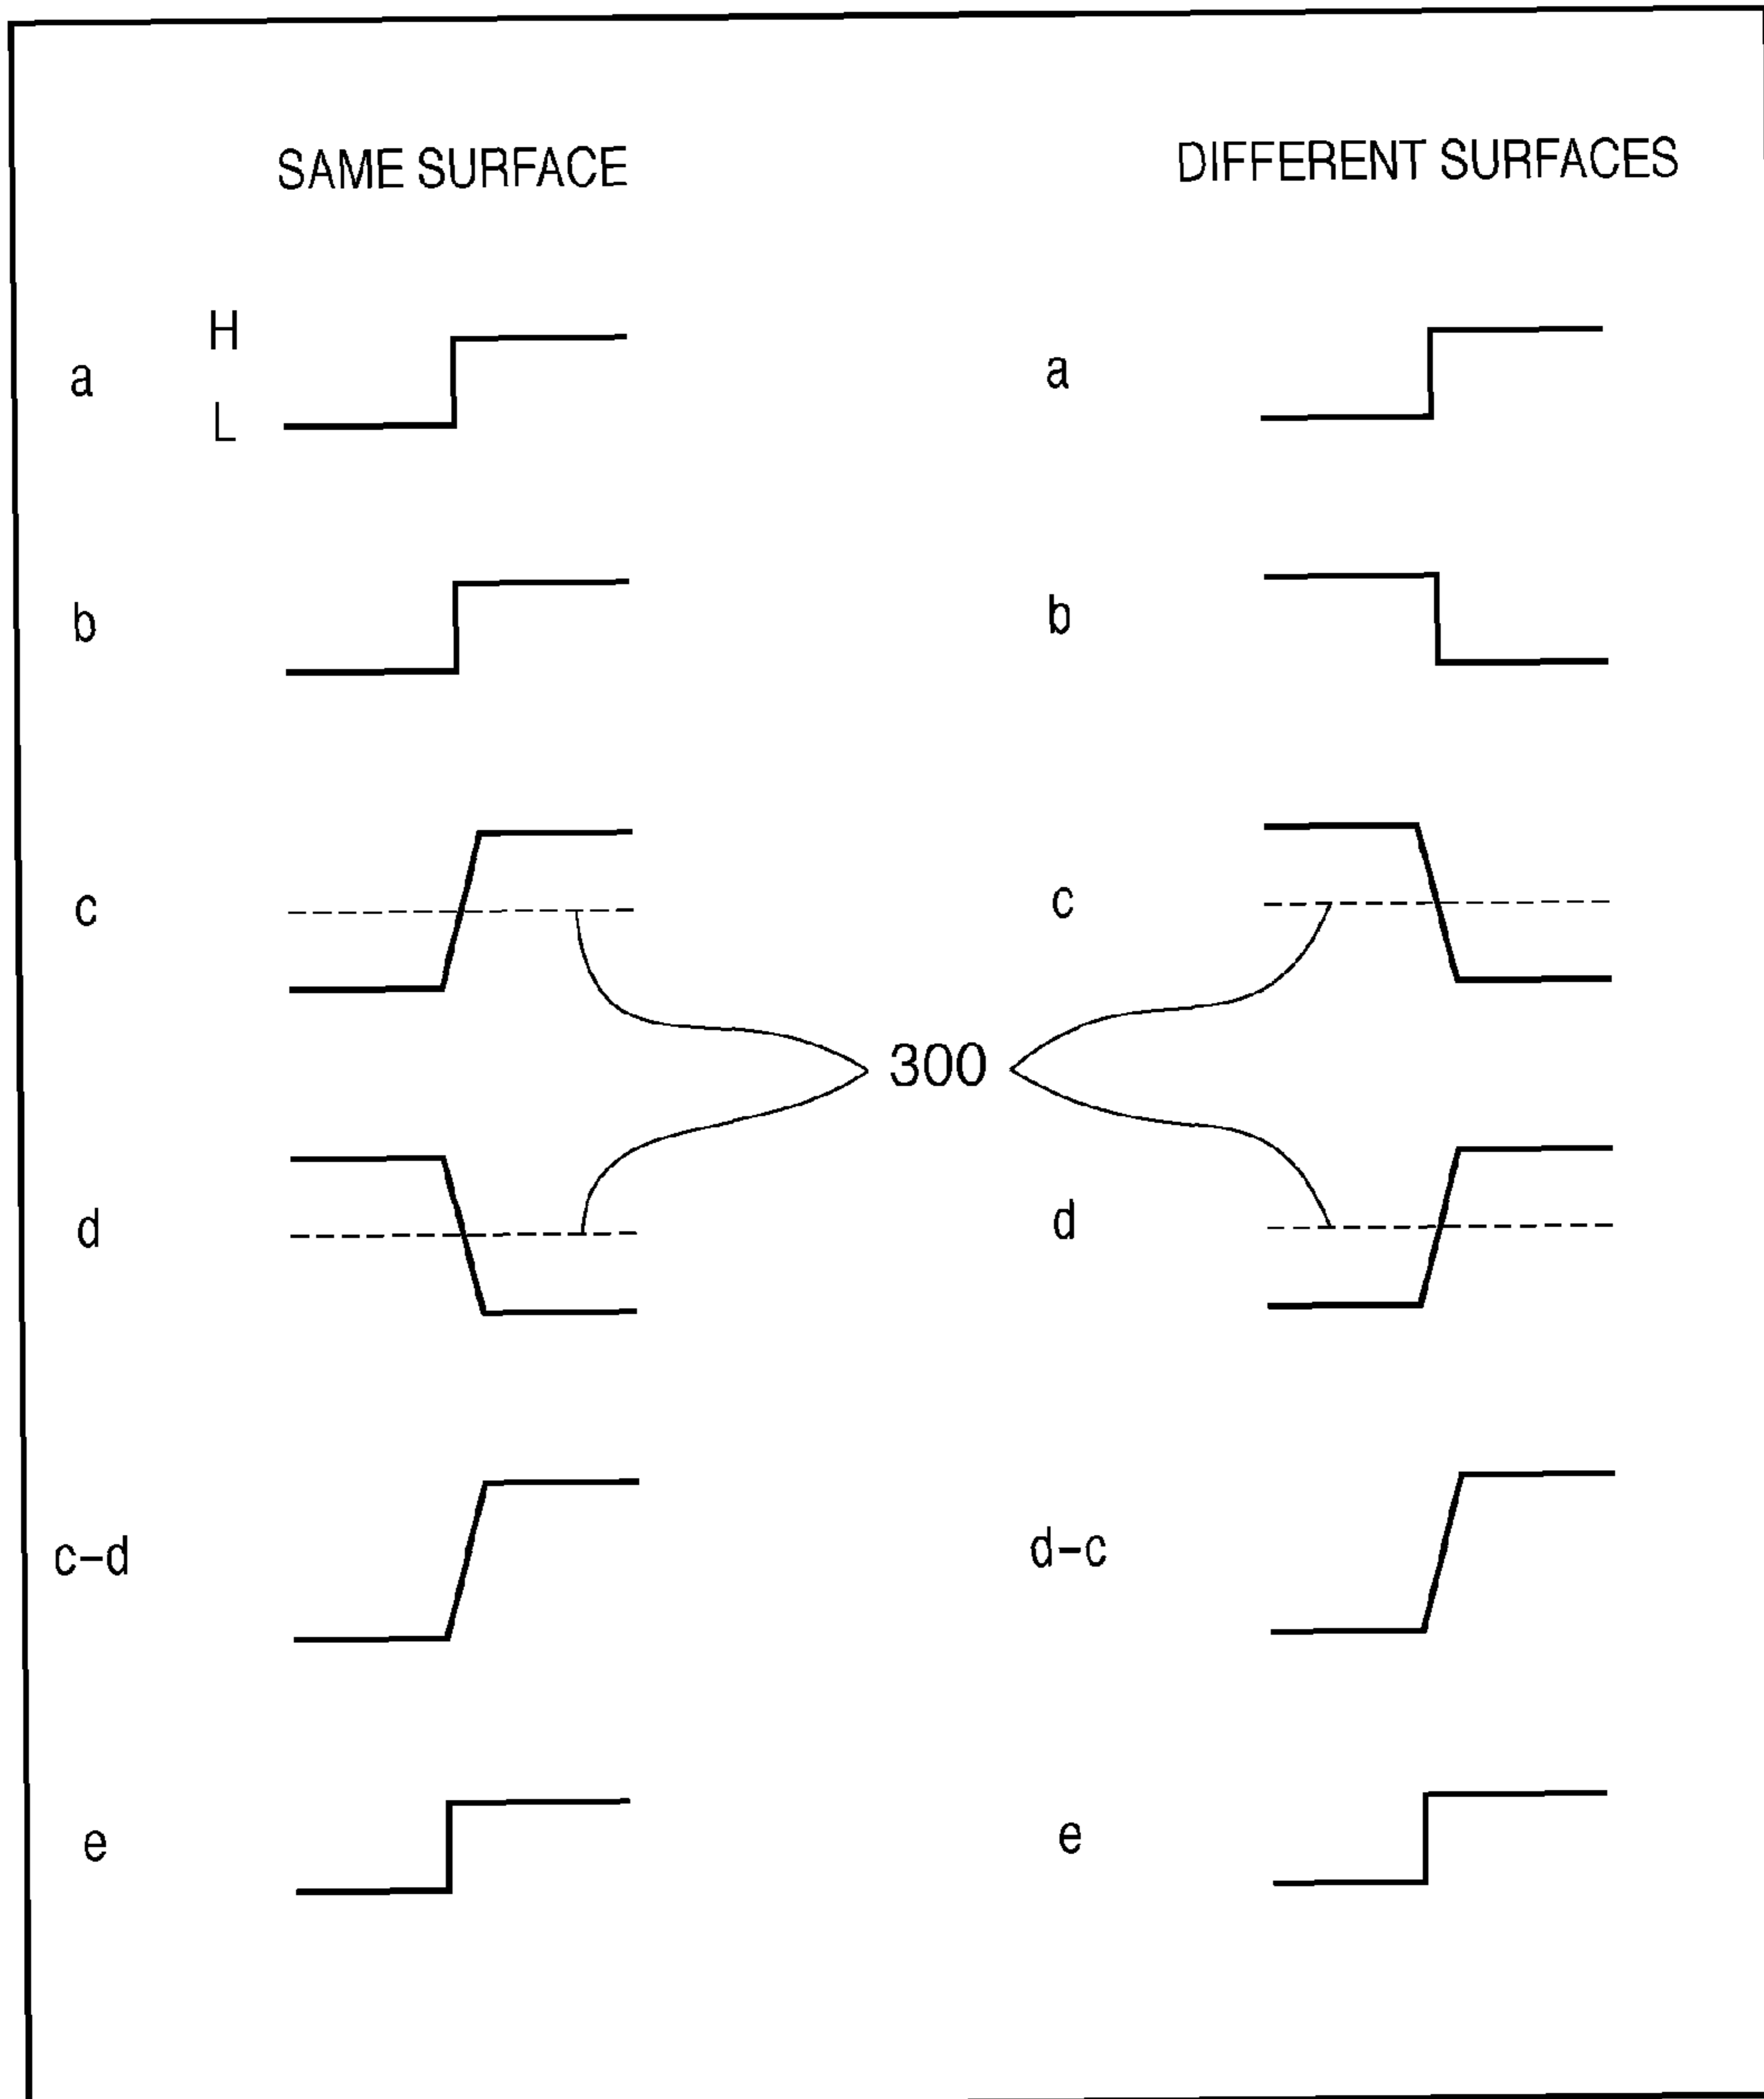 SAME SURFACE
DIFFERENT SURFACES
H
a
L
a
b
b
c
c
300
d
d
c-d
d-c
e
e